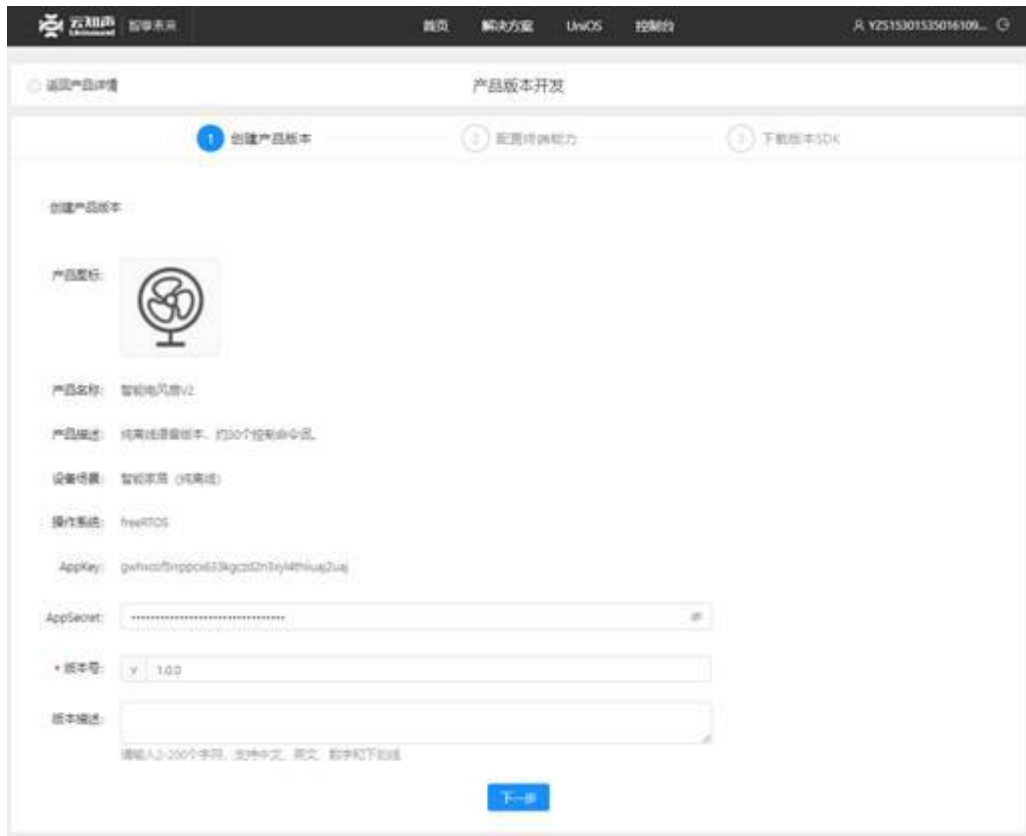 云知声 智享未来 首页 解决方案 UniOS 控制台 YZS15301535016109...
Unisound
返回产品详情 产品版本开发
1 创建产品版本 2 配置终端能力 3 下载版本SDK
创建产品版本
产品图标:
产品名称: 智能电风扇V2
产品描述: 纯离线语音版本，约30个控制命令词。
设备场景: 智能家居（纯离线）
操作系统: freeRTOS
AppKey:
AppSecret: ••••••••••••••••••••••••••••••••••••
* 版本号: v 1.0.0
版本描述:
请输入2-200个字符，支持中文、英文、数字和下划线
下一步